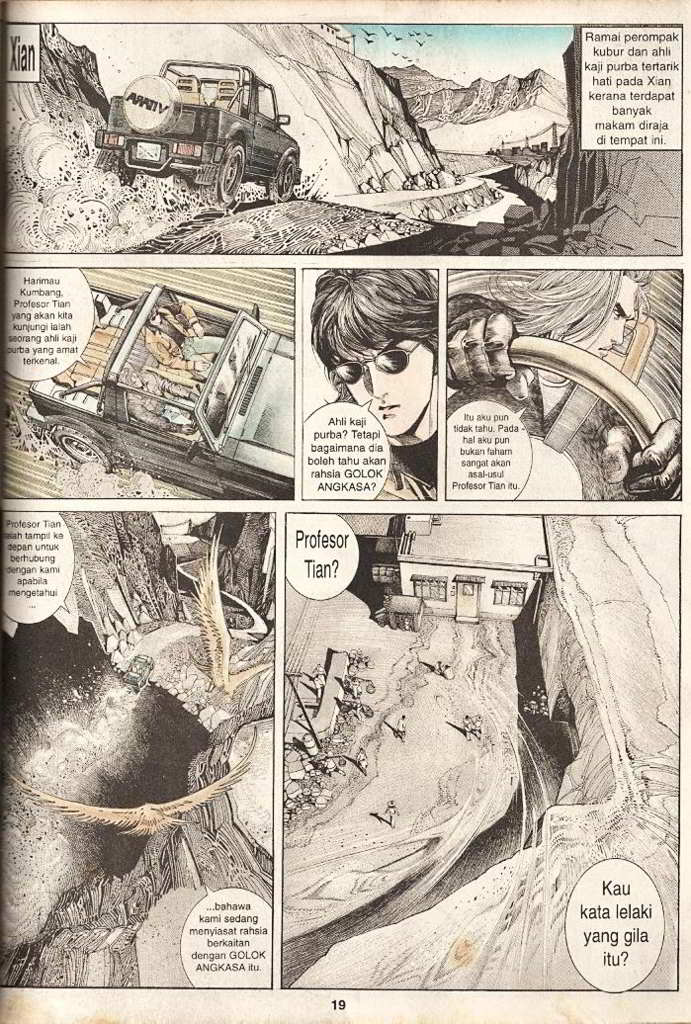 Xian
Ramai perompak
kubur dan ahli
kaji purba tertarik
hati pada Xian
kerana terdapat
banyak
makam diraja
di tempat ini.
Harimau
Kumbang,
Profesor Tian
yang akan kita
kunjungi ialah
seorang ahli kaji
purba yang amat
terkenal.
Ahli kaji
purba? Tetapi
bagaimana dia
boleh tahu akan
rahsia GOLOK
ANGKASA?
Itu aku pun
tidak tahu. Pada -
hal aku pun
bukan faham
sangat akan
asal-usul
Profesor Tian itu.
Profesor Tian
telah tampil ke
depan untuk
berhubung
dengan kami
apabila
mengetahui
...
...bahawa
kami sedang
menyiasat rahsia
berkaitan
dengan GOLOK
ANGKASA itu.
Profesor
Tian?
Kau
kata lelaki
yang gila
itu?
19